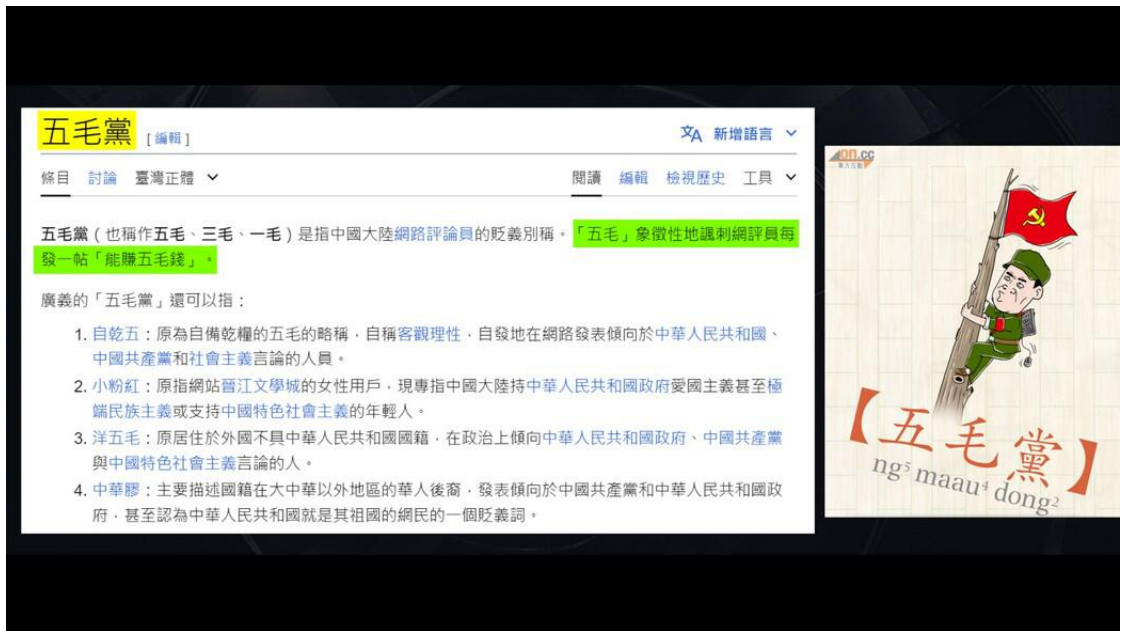 五毛黨 [編輯]
新增語言
條目 討論 臺灣正體
閱讀 編輯 檢視歷史 工具
五毛黨（也稱作五毛、三毛、一毛）是指中國大陸網路評論員的貶義別稱。「五毛」象徵性地諷刺網評員每
發一帖「能賺五毛錢」。
廣義的「五毛黨」還可以指：
1. 自乾五：原為自備乾糧的五毛的略稱，自稱客觀理性，自發地在網路發表傾向於中華人民共和國、
中國共產黨和社會主義言論的人員。
2. 小粉紅：原指網站晉江文學城的女性用戶，現專指中國大陸持中華人民共和國政府愛國主義甚至極
端民族主義或支持中國特色社會主義的年輕人。
3. 洋五毛：原居住於外國不具中華人民共和國國籍，在政治上傾向中華人民共和國政府、中國共產黨
與中國特色社會主義言論的人。
4. 中華膠：主要描述國籍在大中華以外地區的華人後裔，發表傾向於中國共產黨和中華人民共和國政
府，甚至認為中華人民共和國就是其祖國的網民的一個貶義詞。
on.cc
東方互動
【五毛黨】
ng⁵ maau⁴ dong²